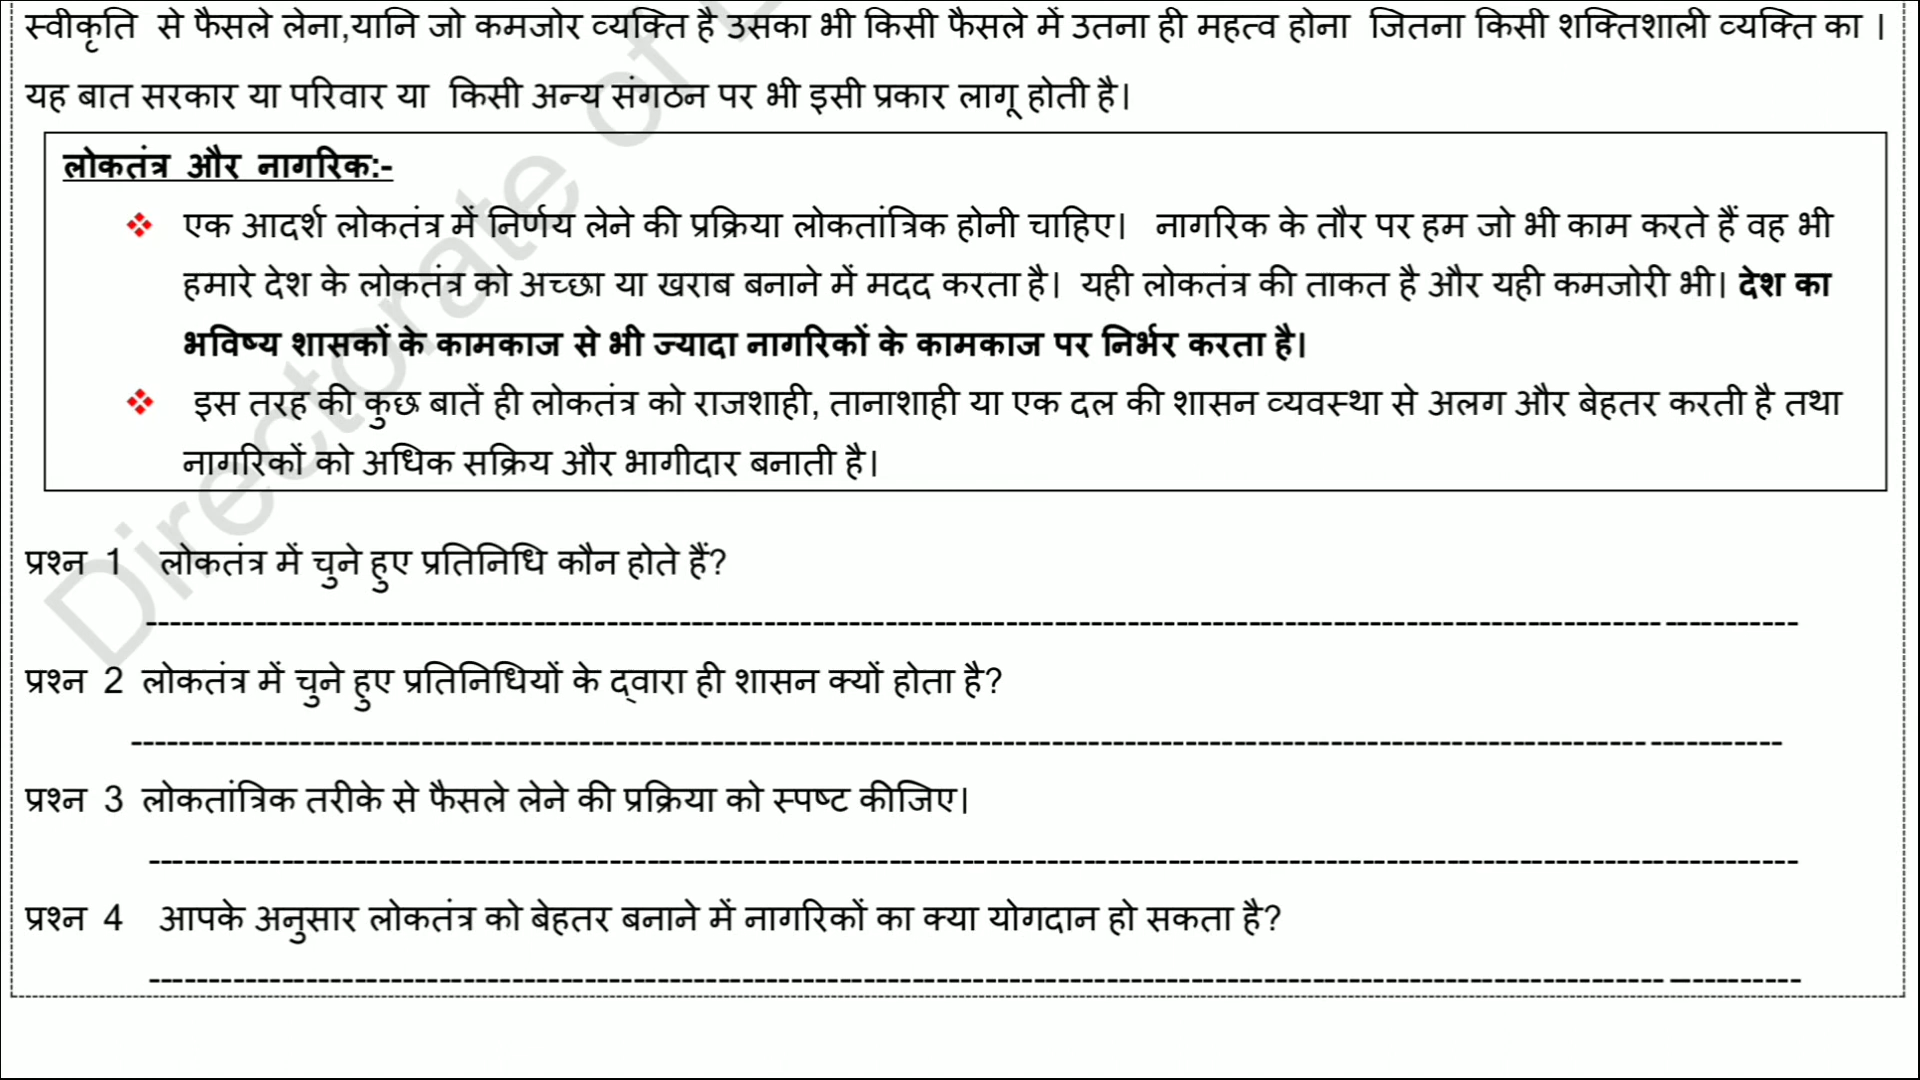 स्वीकृति से फैसले लेना,यानि जो कमजोर व्यक्ति है उसका भी किसी फैसले में उतना ही महत्व होना जितना किसी शक्तिशाली व्यक्ति का ।
यह बात सरकार या परिवार या किसी अन्य संगठन पर भी इसी प्रकार लागू होती है।
लोकतंत्र और नागरिक:-
❖ एक आदर्श लोकतंत्र में निर्णय लेने की प्रक्रिया लोकतांत्रिक होनी चाहिए। नागरिक के तौर पर हम जो भी काम करते हैं वह भी
हमारे देश के लोकतंत्र को अच्छा या खराब बनाने में मदद करता है। यही लोकतंत्र की ताकत है और यही कमजोरी भी। देश का
भविष्य शासकों के कामकाज से भी ज्यादा नागरिकों के कामकाज पर निर्भर करता है।
❖ इस तरह की कुछ बातें ही लोकतंत्र को राजशाही, तानाशाही या एक दल की शासन व्यवस्था से अलग और बेहतर करती है तथा
नागरिकों को अधिक सक्रिय और भागीदार बनाती है।
प्रश्न 1 लोकतंत्र में चुने हुए प्रतिनिधि कौन होते हैं?
प्रश्न 2 लोकतंत्र में चुने हुए प्रतिनिधियों के द्वारा ही शासन क्यों होता है?
प्रश्न 3 लोकतांत्रिक तरीके से फैसले लेने की प्रक्रिया को स्पष्ट कीजिए।
प्रश्न 4 आपके अनुसार लोकतंत्र को बेहतर बनाने में नागरिकों का क्या योगदान हो सकता है?
Directorate of